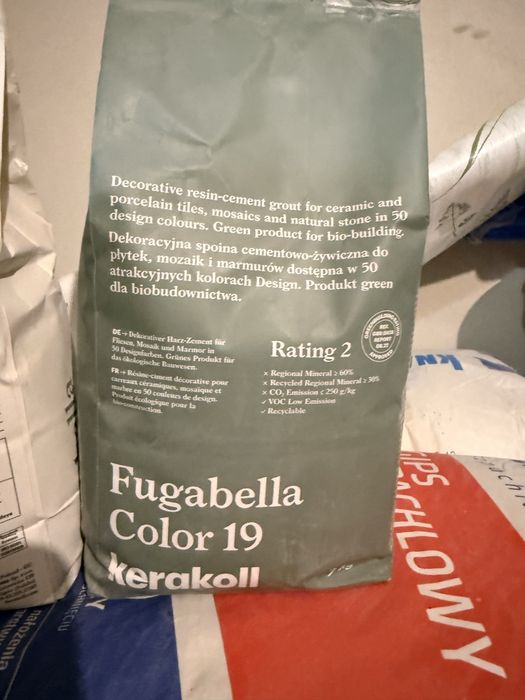 Decorative resin-cement grout for ceramic and
porcelain tiles, mosaics and natural stone in 50
design colours. Green product for bio-building.
Dekoracyjna spoina cementowo-żywiczna do
płytek, mozaik i marmurów dostępna w 50
atrakcyjnych kolorach Design. Produkt green
dla biobudownictwa.
DE → Dekorativer Harz-Zement für
Fliesen, Mosaik und Marmor in
50 Designfarben. Grünes Produkt für
das ökologische Bauwesen.
FR → Résine-ciment décorative pour
carreaux céramiques, mosaïque et
marbre en 50 couleurs de design.
Produit écologique pour la
bio-construction.
Rating 2
× Regional Mineral ≥ 60%
× Recycled Regional Mineral ≥ 30%
× CO₂ Emission ≤ 250 g/kg
✓ VOC Low Emission
✓ Recyclable
APPROVED
Fugabella
Color 19
kerakoll
kn
GIPS